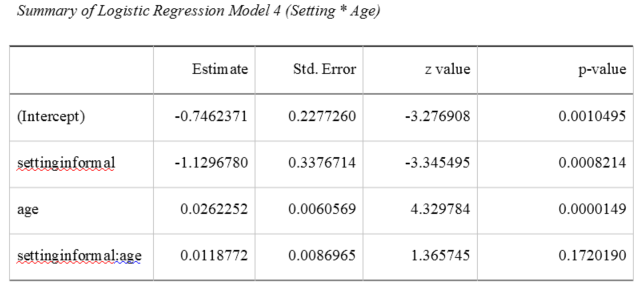 Summary of Logistic Regression Model 4 (Setting * Age)
Estimate Std. Error z value p-value
(Intercept) -0.7462371 0.2277260 -3.276908 0.0010495
settinginformal -1.1296780 0.3376714 -3.345495 0.0008214
age 0.0262252 0.0060569 4.329784 0.0000149
settinginformal:age 0.0118772 0.0086965 1.365745 0.1720190